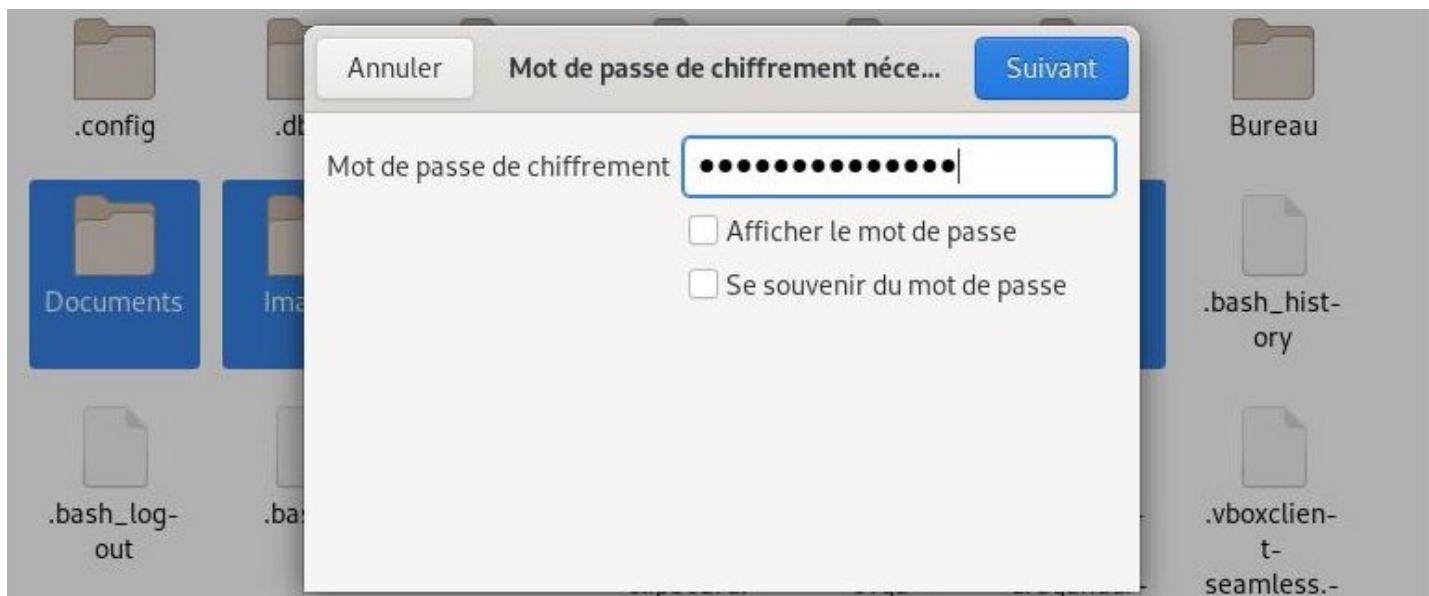 Annuler Mot de passe de chiffrement néce... Suivant
.config
Bureau
Mot de passe de chiffrement ••••••••••••••
Afficher le mot de passe
Se souvenir du mot de passe
Documents
.bash_hist-
ory
.bash_log-
out
.vboxclien-
t-
seamless.-